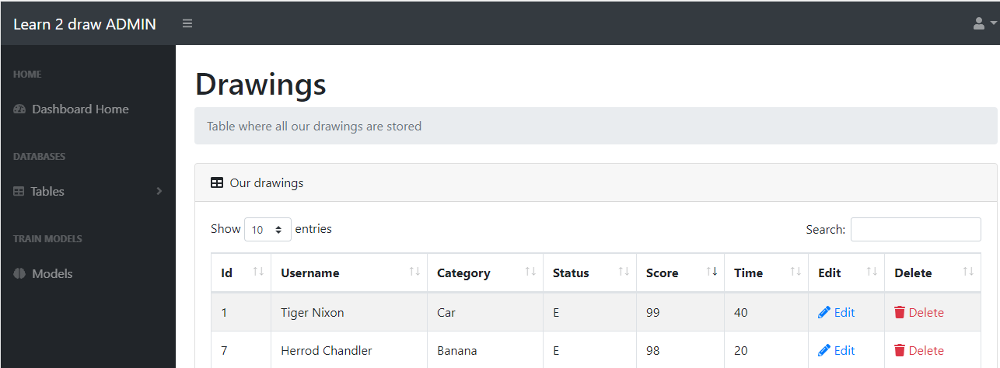 Learn 2 draw ADMIN
HOME
Dashboard Home
DATABASES
Tables
TRAIN MODELS
Models
Drawings
Table where all our drawings are stored
Our drawings
Show 10 entries Search:
Id Username Category Status Score Time Edit Delete
1 Tiger Nixon Car E 99 40 Edit Delete
7 Herrod Chandler Banana E 98 20 Edit Delete